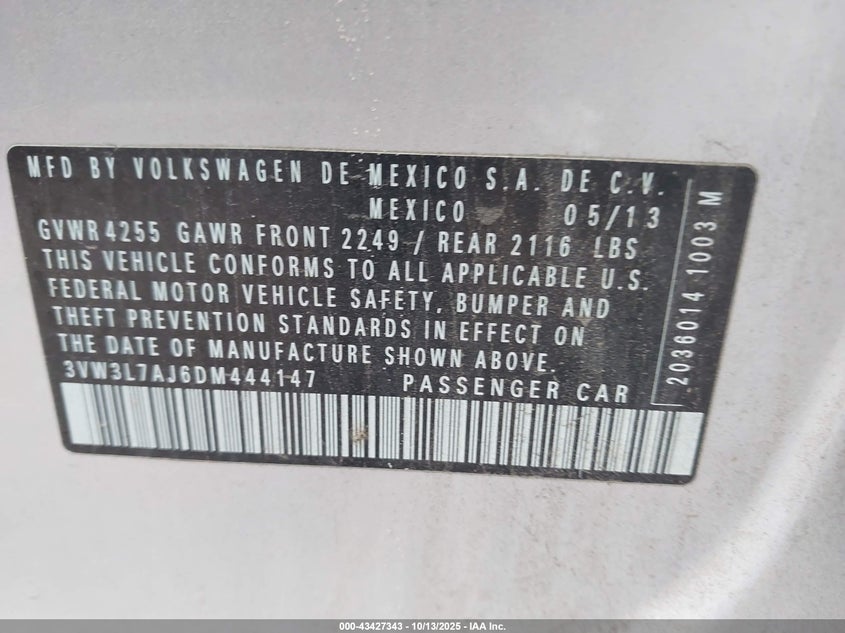 MFD BY VOLKSWAGEN DE MEXICO S.A. DE C.V.
MEXICO 05/13
GVWR 4255 GAWR FRONT 2249 / REAR 2116 LBS
THIS VEHICLE CONFORMS TO ALL APPLICABLE U.S.
FEDERAL MOTOR VEHICLE SAFETY, BUMPER AND
THEFT PREVENTION STANDARDS IN EFFECT ON
THE DATE OF MANUFACTURE SHOWN ABOVE.
3VW3L7AJ6DM444147 PASSENGER CAR
2036014 1003 M
000-43427343 - 10/13/2025 - IAA Inc.